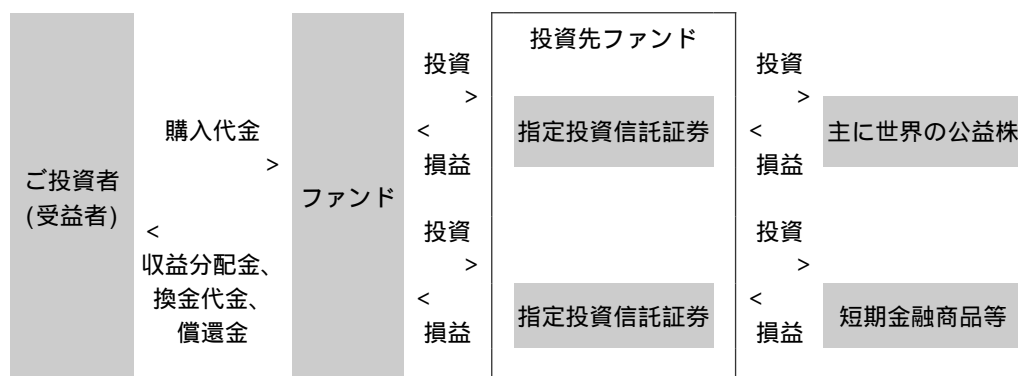 投資先ファンド
投資
>
投資
>
購入代金
>
<
指定投資信託証券
<
主に世界の公益株
損益
損益
ご投資者
(受益者)
ファンド
<
収益分配金、
換金代金、
償還金
投資
>
投資
>
<
指定投資信託証券
<
短期金融商品等
損益
損益